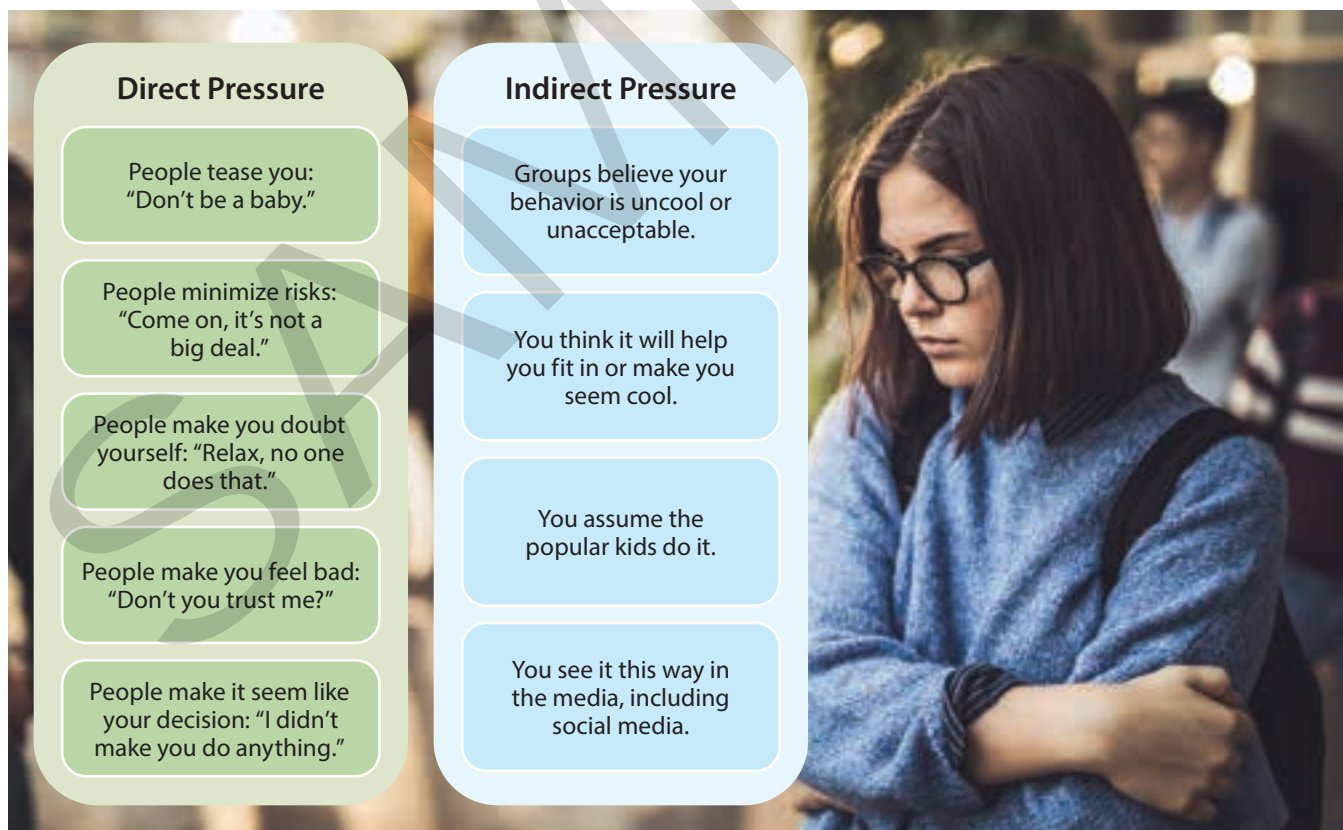 Direct Pressure
People tease you:
“Don’t be a baby.”
People minimize risks:
“Come on, it’s not a
big deal.”
People make you doubt
yourself: “Relax, no one
does that.”
People make you feel bad:
“Don’t you trust me?”
People make it seem like
your decision: “I didn’t
make you do anything.”
Indirect Pressure
Groups believe your
behavior is uncool or
unacceptable.
You think it will help
you fit in or make you
seem cool.
You assume the
popular kids do it.
You see it this way in
the media, including
social media.